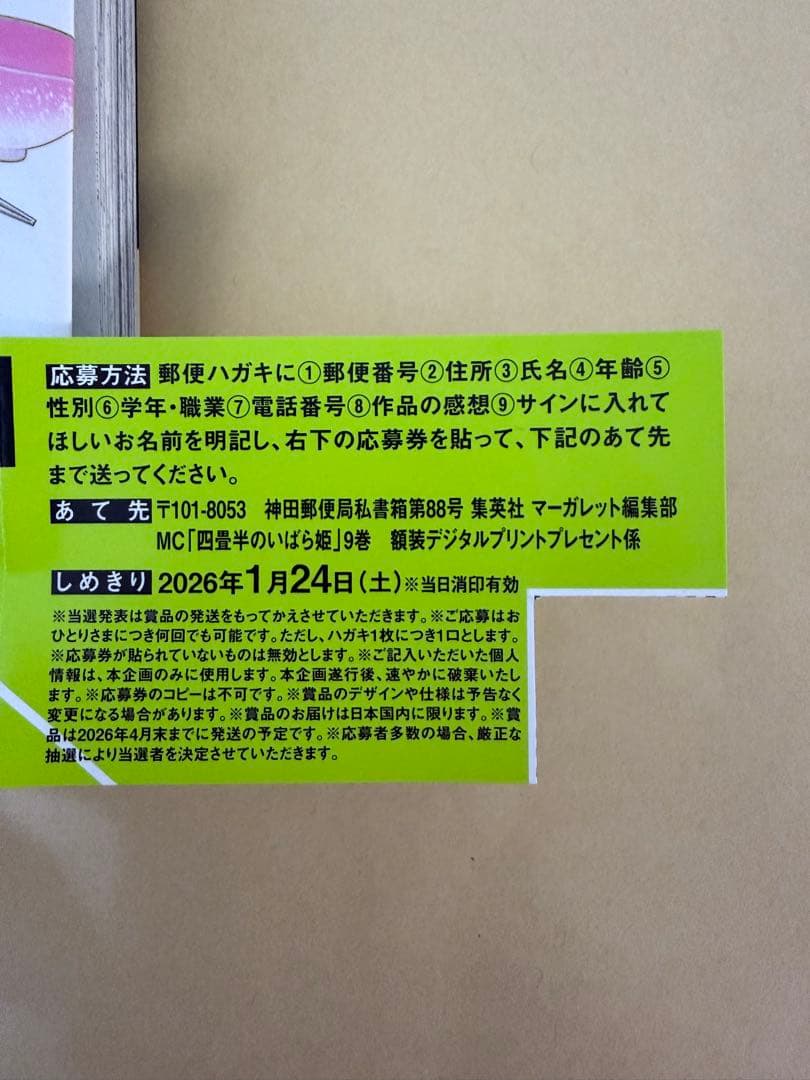 応募方法 郵便ハガキに①郵便番号②住所③氏名④年齢⑤
性別⑥学年・職業⑦電話番号⑧作品の感想⑨サインに入れて
ほしいお名前を明記し、右下の応募券を貼って、下記のあて先
まで送ってください。
あて先 〒101-8053 神田郵便局私書箱第88号 集英社 マーガレット編集部
MC「四畳半のいばら姫」9巻 額装デジタルプリントプレゼント係
しめきり 2026年1月24日(土)※当日消印有効
※当選発表は賞品の発送をもってかえさせていただきます。※ご応募はお
ひとりさまにつき何回でも可能です。ただし、ハガキ1枚につき1口とします。
※応募券が貼られていないものは無効とします。※ご記入いただいた個人
情報は、本企画のみに使用します。本企画遂行後、速やかに破棄いたし
ます。※応募券のコピーは不可です。※賞品のデザインや仕様は予告なく
変更になる場合があります。※賞品のお届けは日本国内に限ります。※賞
品は2026年4月末までに発送の予定です。※応募者多数の場合、厳正な
抽選により当選者を決定させていただきます。